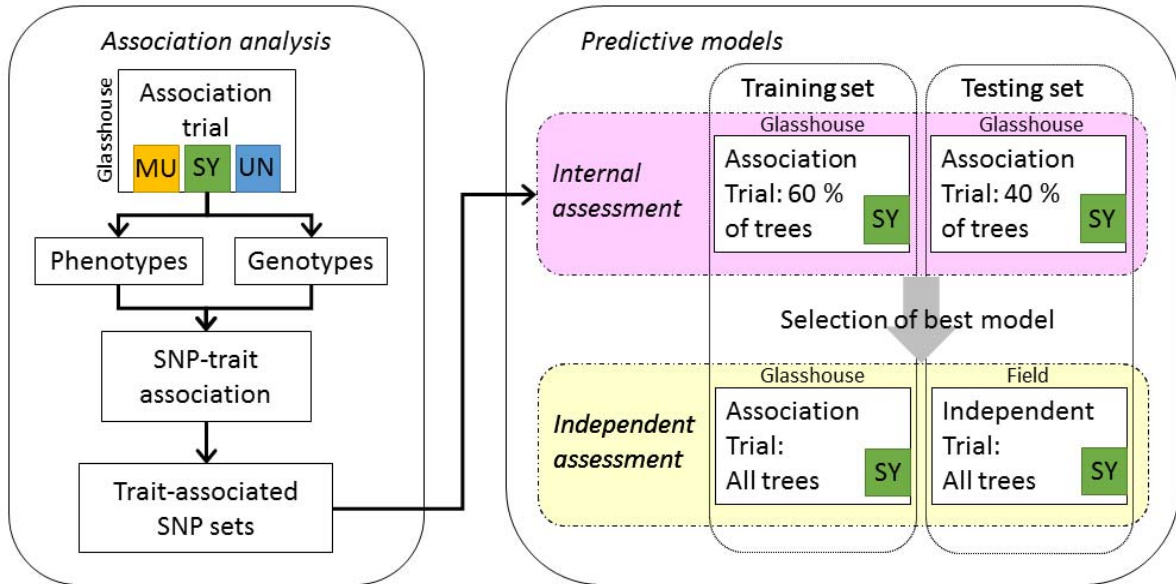 Association analysis
Glasshouse
Association
trial
MU SY UN
Phenotypes
Genotypes
SNP-trait
association
Trait-associated
SNP sets
Predictive models
Training set
Testing set
Internal
assessment
Glasshouse
Association
Trial: 60 %
of trees
SY
Glasshouse
Association
Trial: 40 %
of trees
SY
Selection of best model
Independent
assessment
Glasshouse
Association
Trial:
All trees
SY
Field
Independent
Trial:
All trees
SY